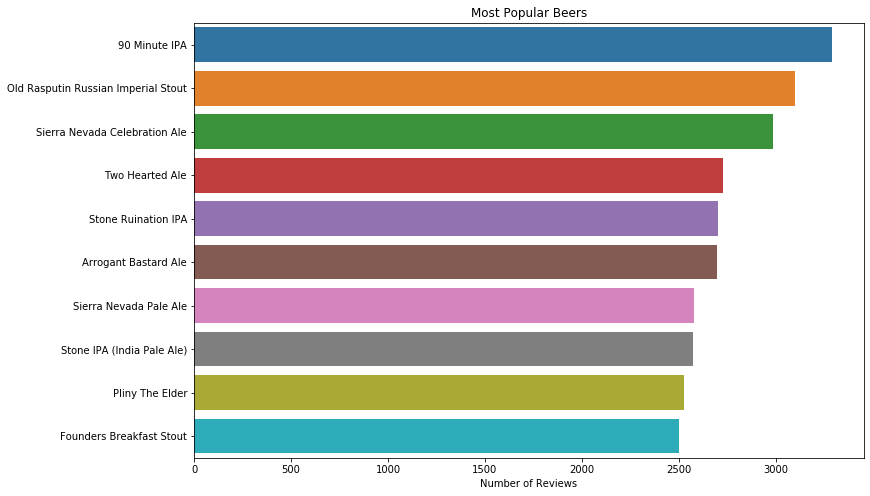 Most Popular Beers
90 Minute IPA
Old Rasputin Russian Imperial Stout
Sierra Nevada Celebration Ale
Two Hearted Ale
Stone Ruination IPA
Arrogant Bastard Ale
Sierra Nevada Pale Ale
Stone IPA (India Pale Ale)
Pliny The Elder
Founders Breakfast Stout
0 500 1000 1500 2000 2500 3000
Number of Reviews